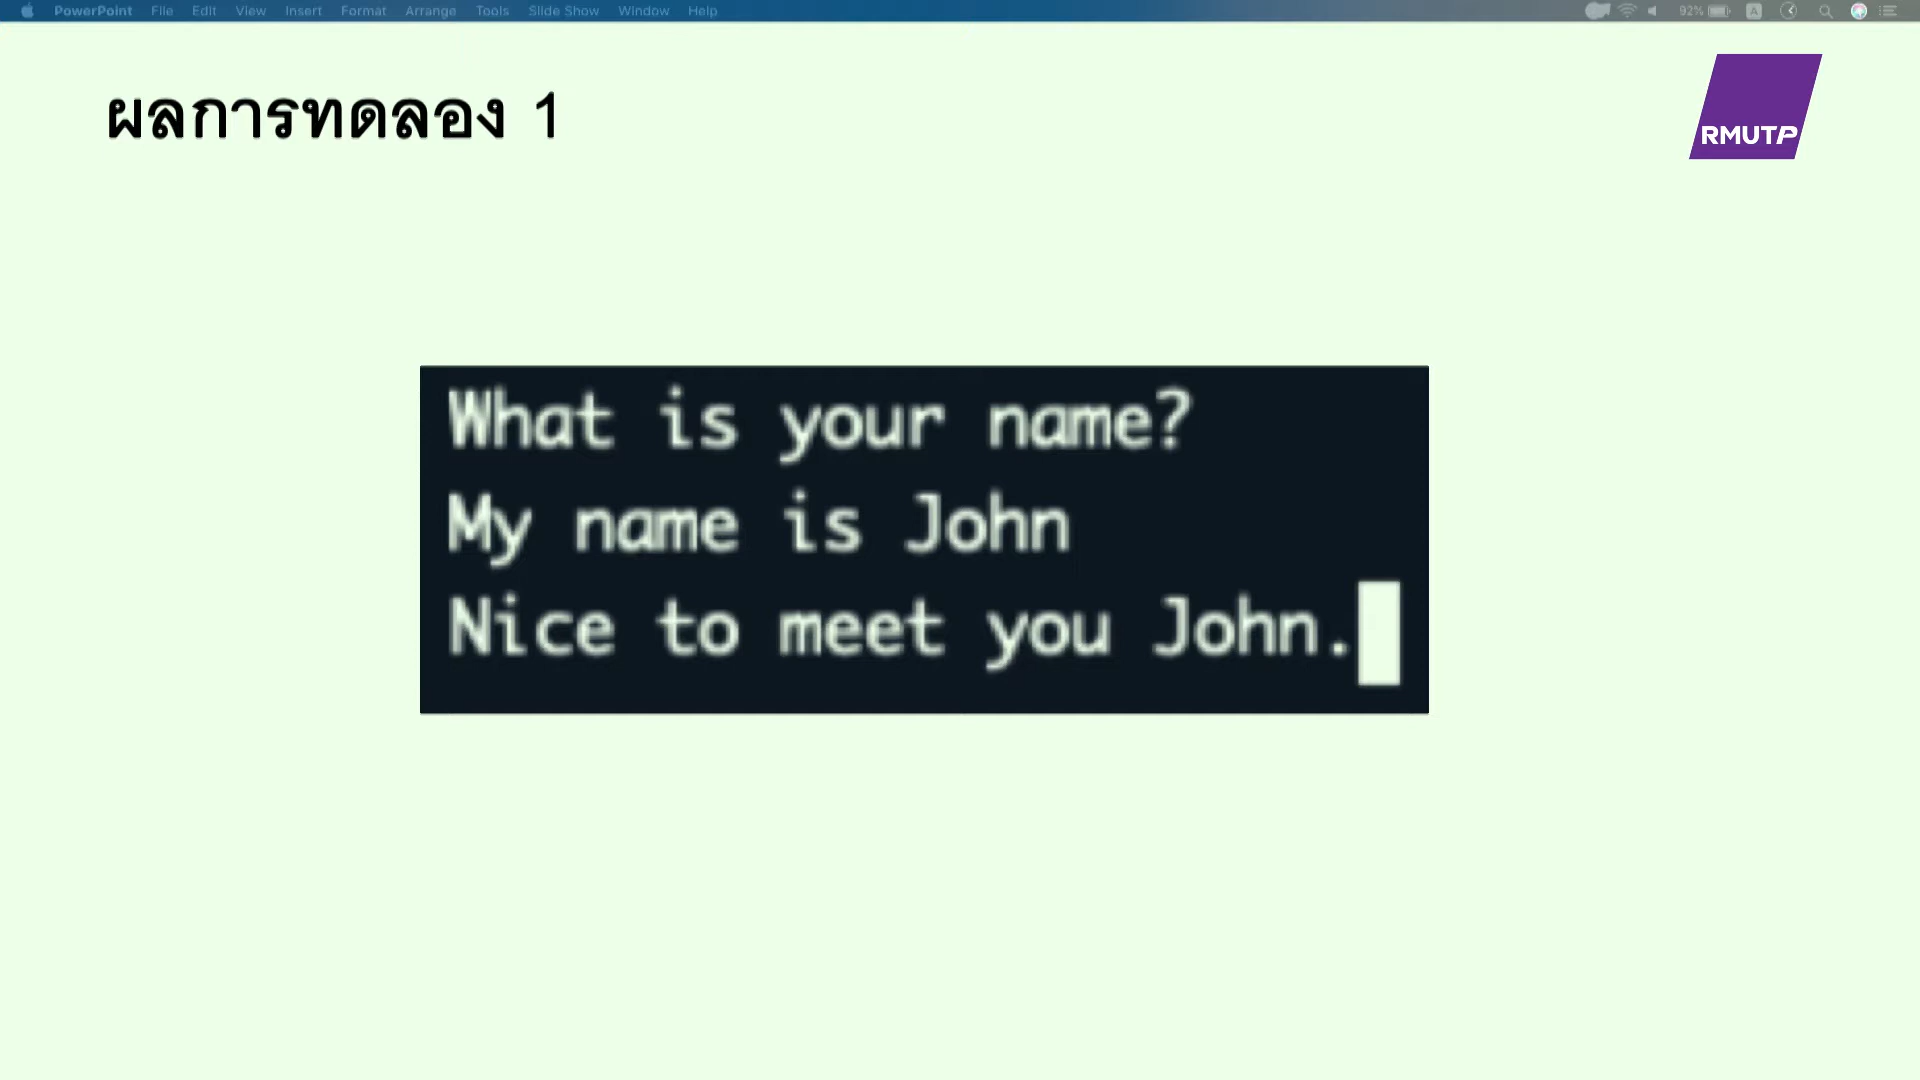 PowerPoint File Edit View Insert Format Arrange Tools Slide Show Window Help 92% A
ผลการทดลอง 1
RMUTP
What is your name?
My name is John
Nice to meet you John.